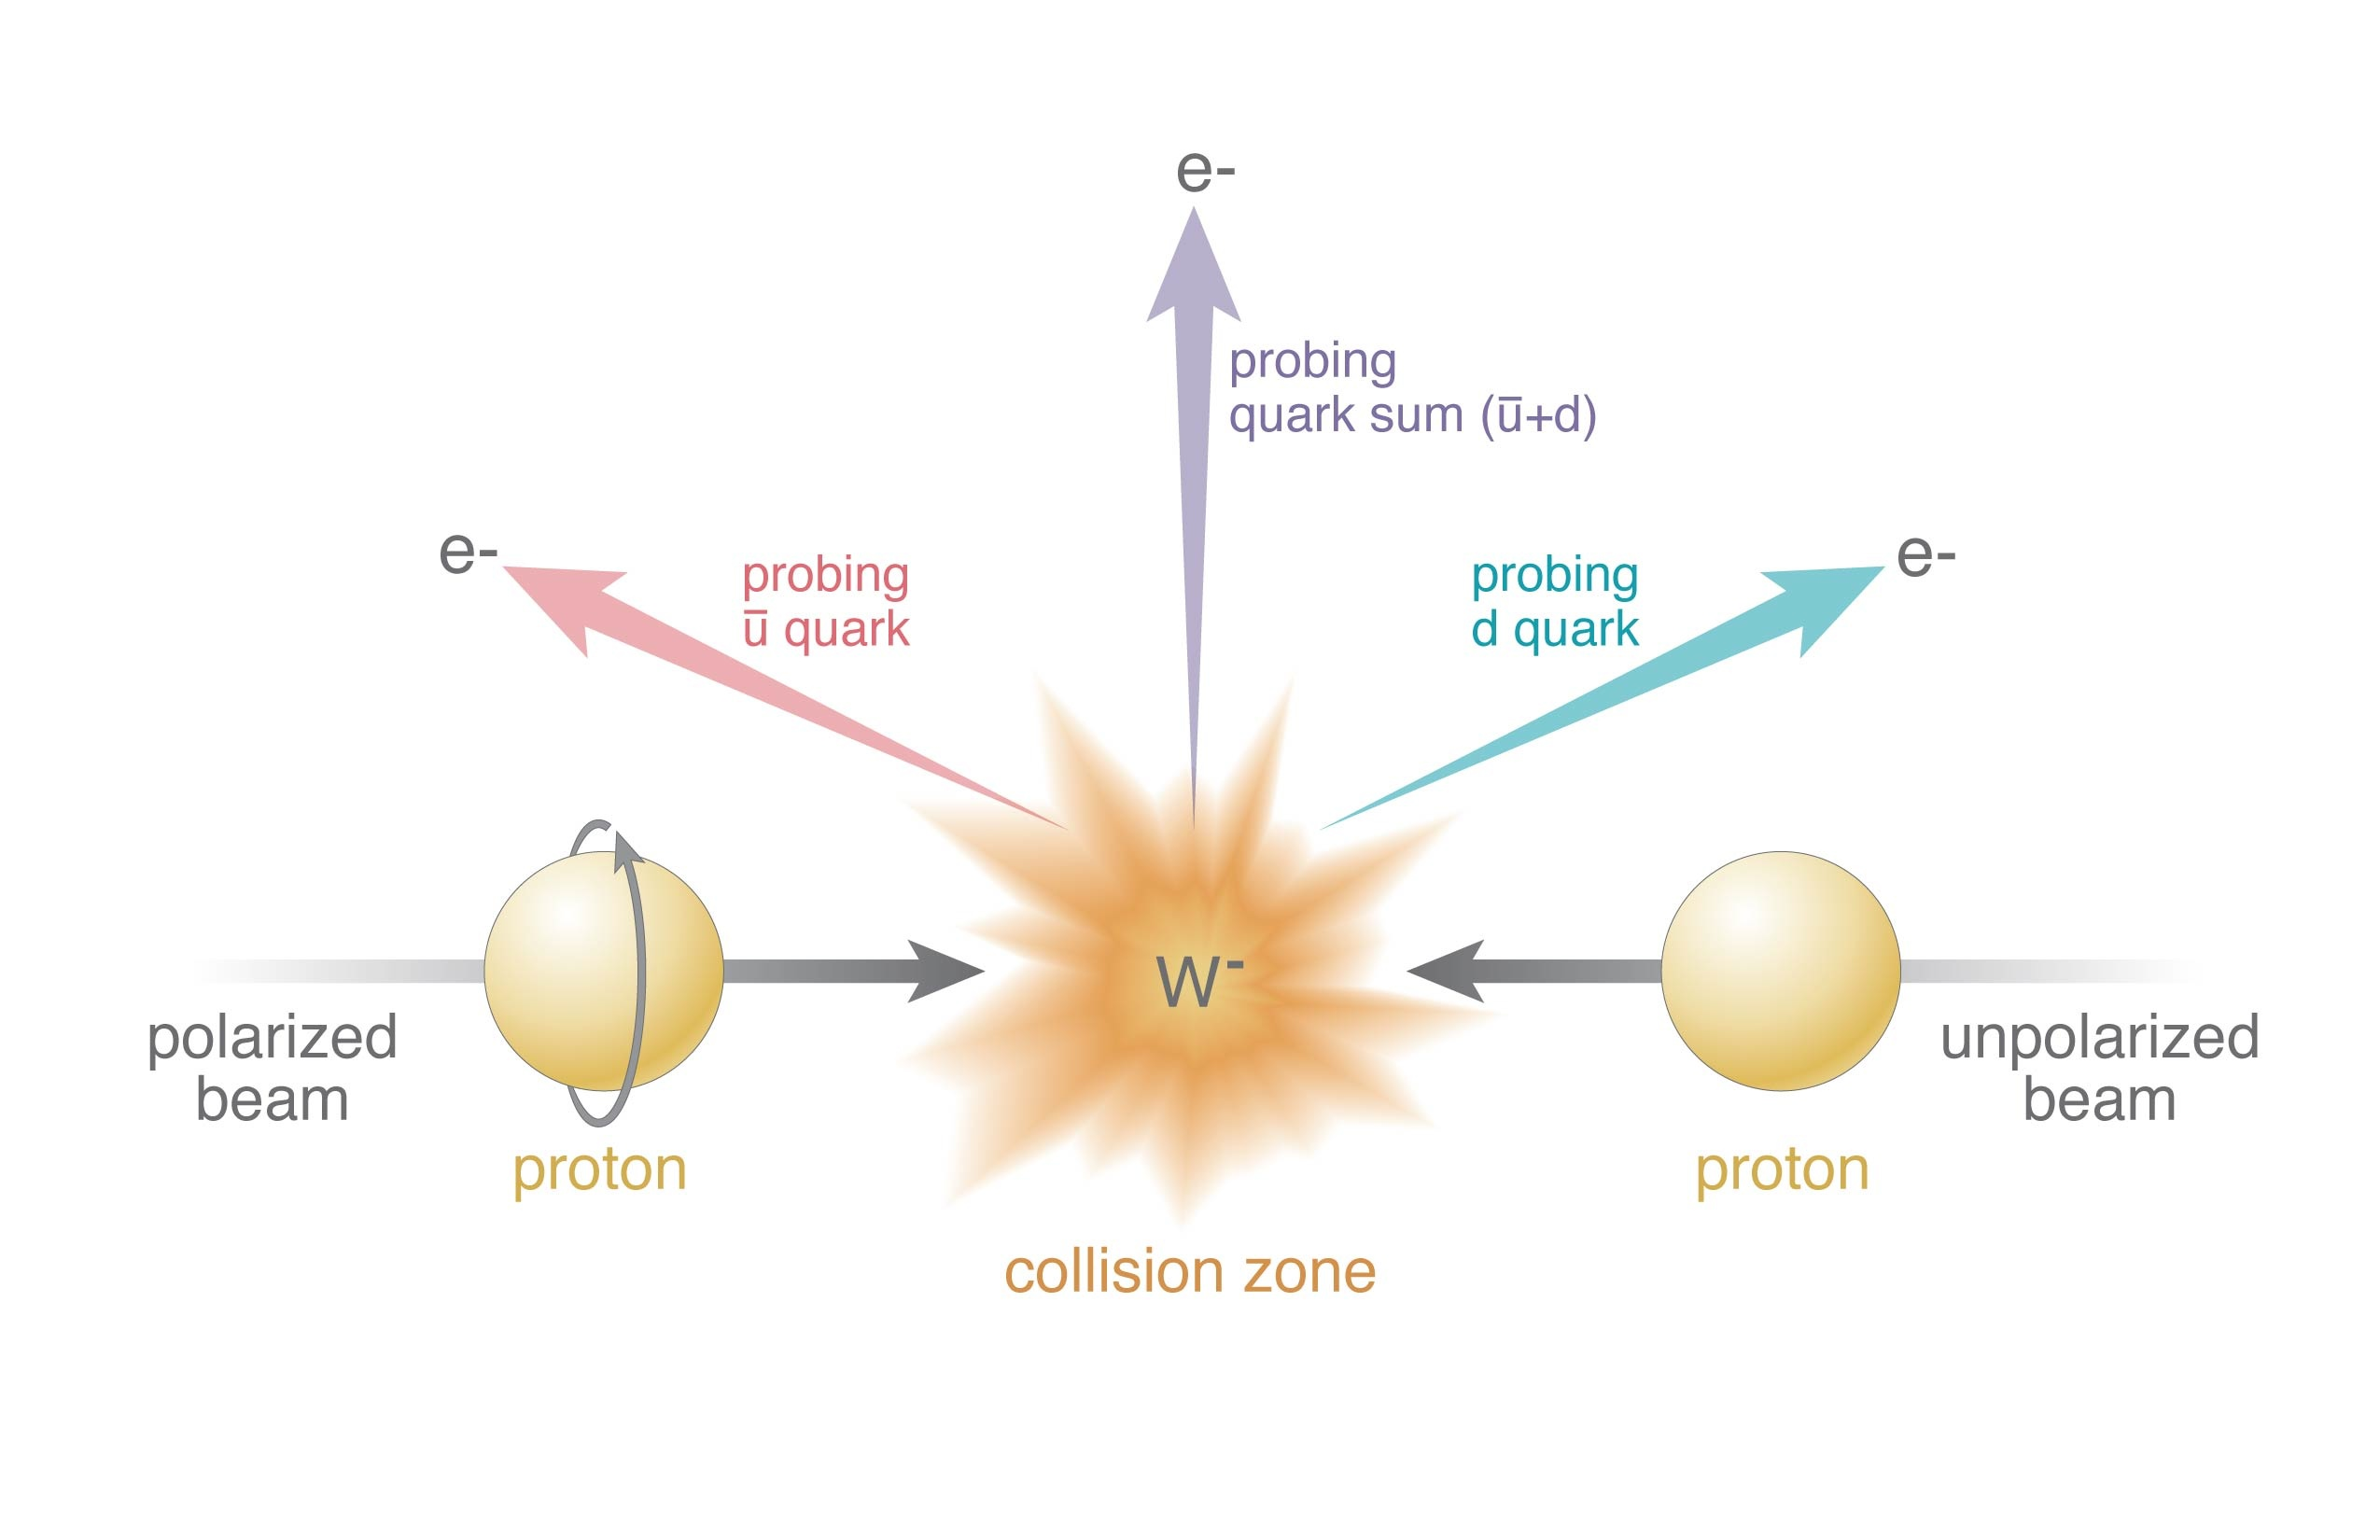 e-
probing
quark sum (ū+d)
e-
probing
ū quark
probing
d quark
e-
W⁻
polarized
beam
proton
unpolarized
beam
proton
collision zone